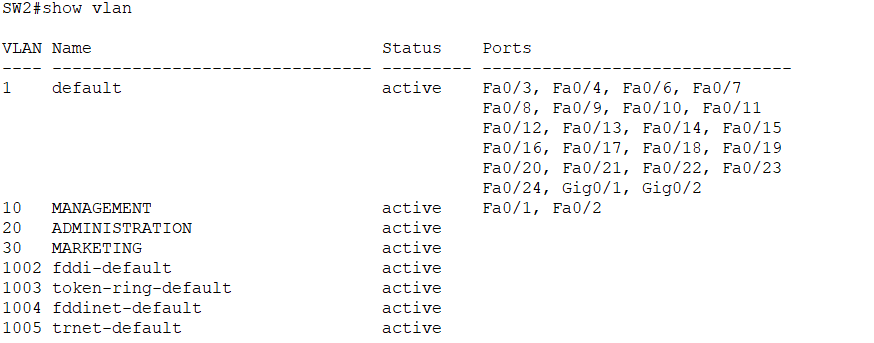 SW2#show vlan
VLAN Name                             Status    Ports
---- -------------------------------- --------- -------------------------------
1    default                          active    Fa0/3, Fa0/4, Fa0/6, Fa0/7
                                                Fa0/8, Fa0/9, Fa0/10, Fa0/11
                                                Fa0/12, Fa0/13, Fa0/14, Fa0/15
                                                Fa0/16, Fa0/17, Fa0/18, Fa0/19
                                                Fa0/20, Fa0/21, Fa0/22, Fa0/23
                                                Fa0/24, Gig0/1, Gig0/2
10   MANAGEMENT                       active    Fa0/1, Fa0/2
20   ADMINISTRATION                   active
30   MARKETING                        active
1002 fddi-default                     active
1003 token-ring-default               active
1004 fddinet-default                  active
1005 trnet-default                    active